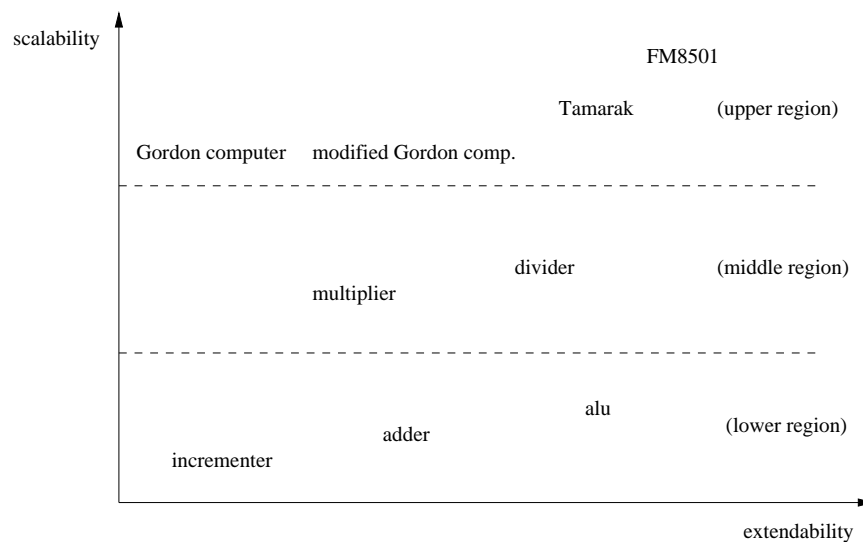 scalability
FM8501
Tamarak (upper region)
Gordon computer modified Gordon comp.
divider (middle region)
multiplier
alu
(lower region)
adder
incrementer
extendability